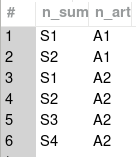 # n_sum n_art
1 S1 A1
2 S2 A1
3 S1 A2
4 S2 A2
5 S3 A2
6 S4 A2